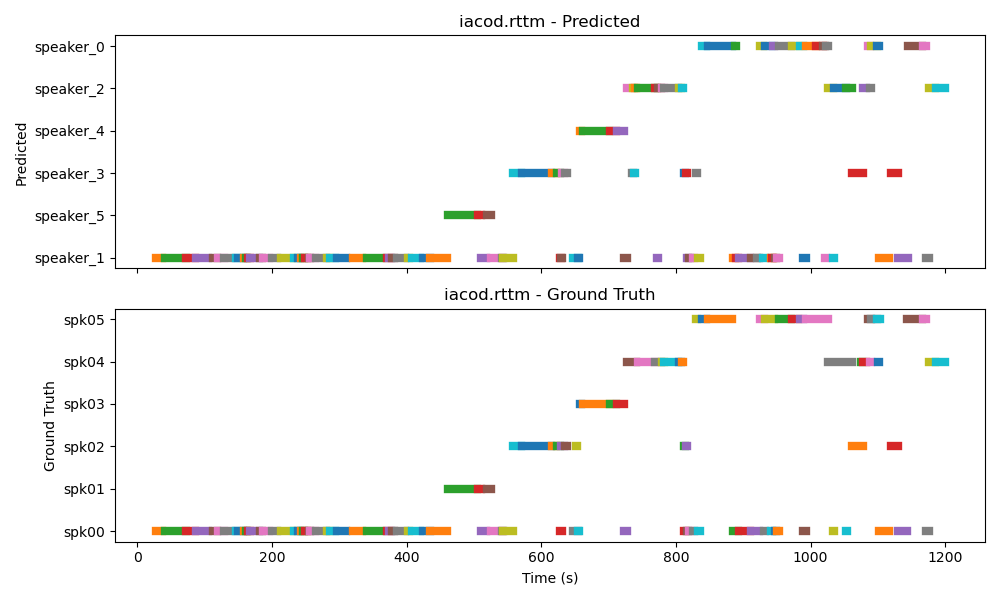 iacod.rttm - Predicted
speaker_0
speaker_2
speaker_4
speaker_3
speaker_5
speaker_1
Predicted
iacod.rttm - Ground Truth
spk05
spk04
spk03
spk02
spk01
spk00
Ground Truth
0 200 400 600 800 1000 1200
Time (s)